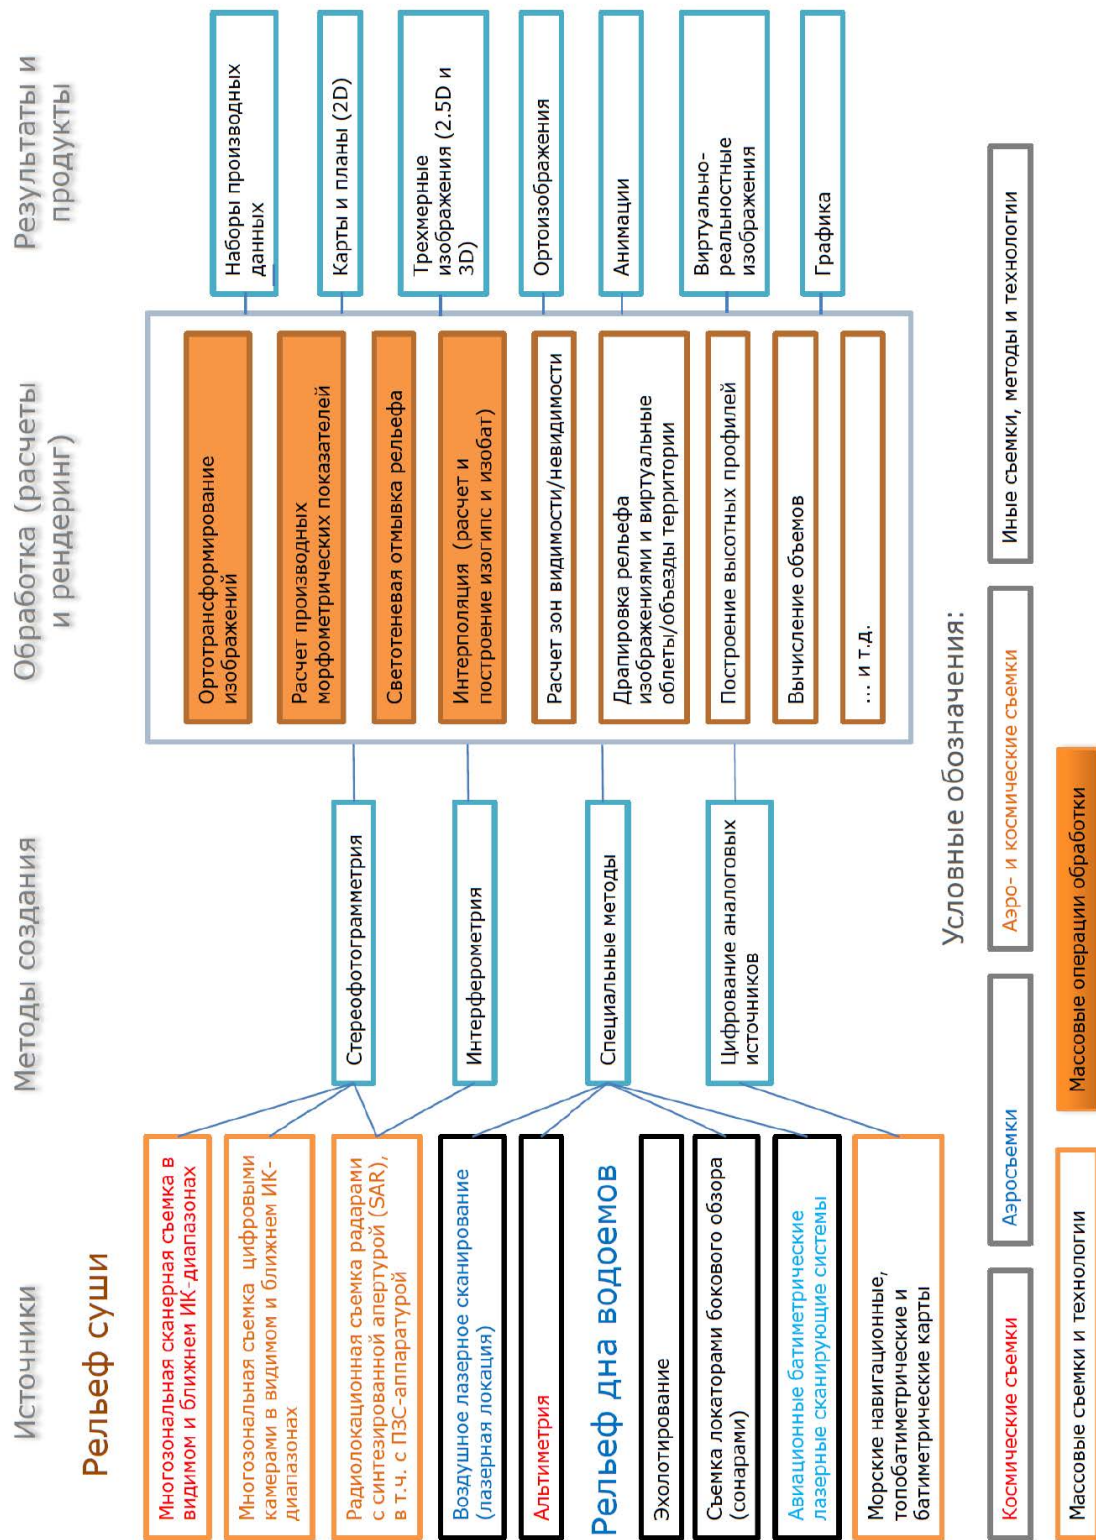 Источники
Методы создания
Обработка (расчеты
и рендеринг)
Результаты и
продукты
Рельеф суши
Многозональная сканерная съемка в
видимом и ближнем ИК-диапазонах
Многозональная съемка цифровыми
камерами в видимом и ближнем ИК-
диапазонах
Радиолокационная съемка радарами
с синтезированной апертурой (SAR),
в т.ч. с ПЗС-аппаратурой
Воздушное лазерное сканирование
(лазерная локация)
Альтиметрия
Рельеф дна водоемов
Эхолотирование
Съемка локаторами бокового обзора
(сонарами)
Авиационные батиметрические
лазерные сканирующие системы
Морские навигационные,
топобатиметрические и
батиметрические карты
Стереофотограмметрия
Интерферометрия
Специальные методы
Цифрование аналоговых
источников
Ортотрансформирование
изображений
Расчет производных
морфометрических показателей
Светотеневая отмывка рельефа
Интерполяция (расчет и
построение изогипс и изобат)
Расчет зон видимости/невидимости
Драпировка рельефа
изображениями и виртуальные
облеты/объезды территории
Построение высотных профилей
Вычисление объемов
... и т.д.
Наборы производных
данных
Карты и планы (2D)
Трехмерные
изображения (2.5D и
3D)
Ортоизображения
Анимации
Виртуально-
реальностные
изображения
Графика
Условные обозначения:
Космические съемки
Аэросъемки
Аэро- и космические съемки
Иные съемки, методы и технологии
Массовые съемки и технологии
Массовые операции обработки